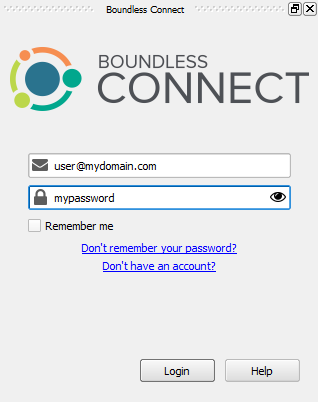 Boundless Connect
BOUNDLESS
CONNECT
user@mydomain.com
mypassword
Remember me
Don't remember your password?
Don't have an account?
Login
Help